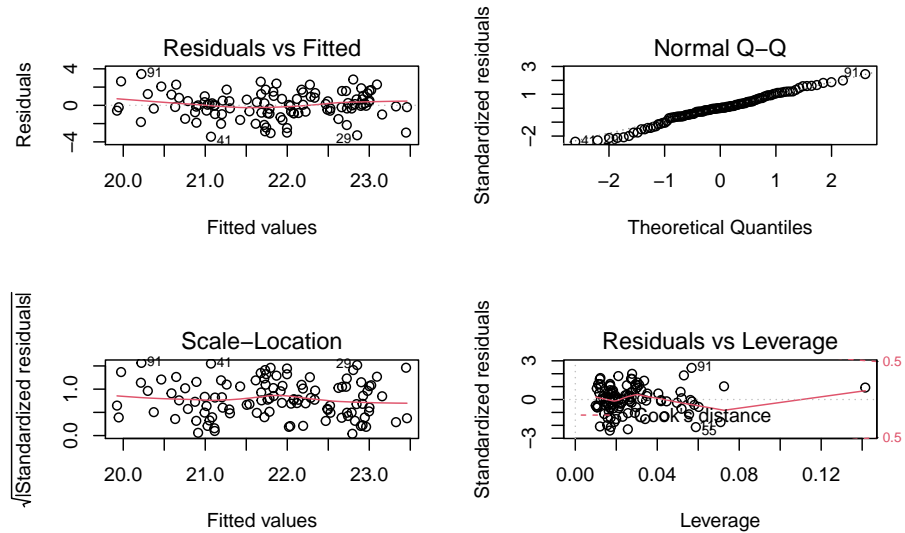 Residuals vs Fitted
Residuals
4
0
−4
91
41
29
20.0 21.0 22.0 23.0
Fitted values
Normal Q−Q
Standardized residuals
3
1
−2
91
41
−2 −1 0 1 2
Theoretical Quantiles
Scale−Location
√|Standardized residuals|
1.0
0.0
91
41
29
20.0 21.0 22.0 23.0
Fitted values
Residuals vs Leverage
Standardized residuals
3
0
−3
91
Cook's distance
55
0.5
0.5
0.00 0.04 0.08 0.12
Leverage